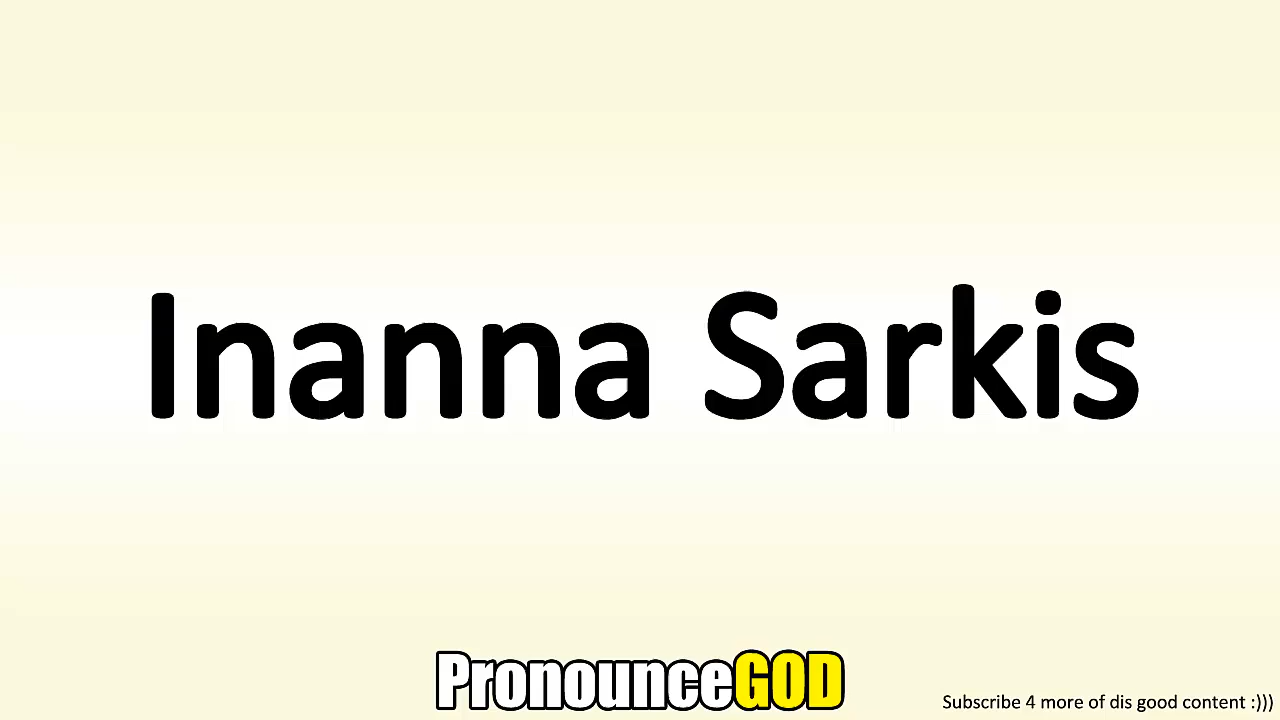 Inanna Sarkis
PronounceGOD
Subscribe 4 more of dis good content :)))